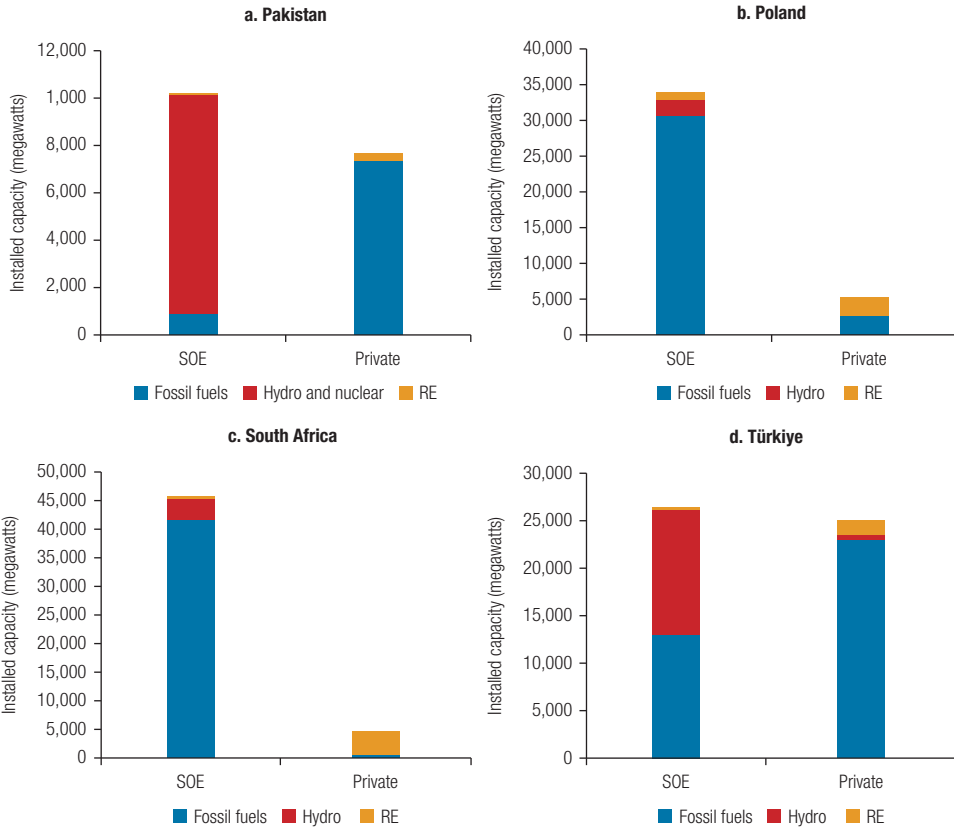 a. Pakistan
Installed capacity (megawatts)
12,000
1,000
8,000
6,000
4,000
2,000
0
SOE Private
Fossil fuels Hydro and nuclear RE
b. Poland
Installed capacity (megawatts)
40,000
35,000
30,000
25,000
20,000
15,000
10,000
5,000
0
SOE Private
Fossil fuels Hydro RE
c. South Africa
Installed capacity (megawatts)
50,000
45,000
40,000
35,000
30,000
25,000
20,000
15,000
10,000
5,000
0
SOE Private
Fossil fuels Hydro RE
d. Türkiye
Installed capacity (megawatts)
30,000
25,000
20,000
15,000
10,000
5,000
0
SOE Private
Fossil fuels Hydro RE